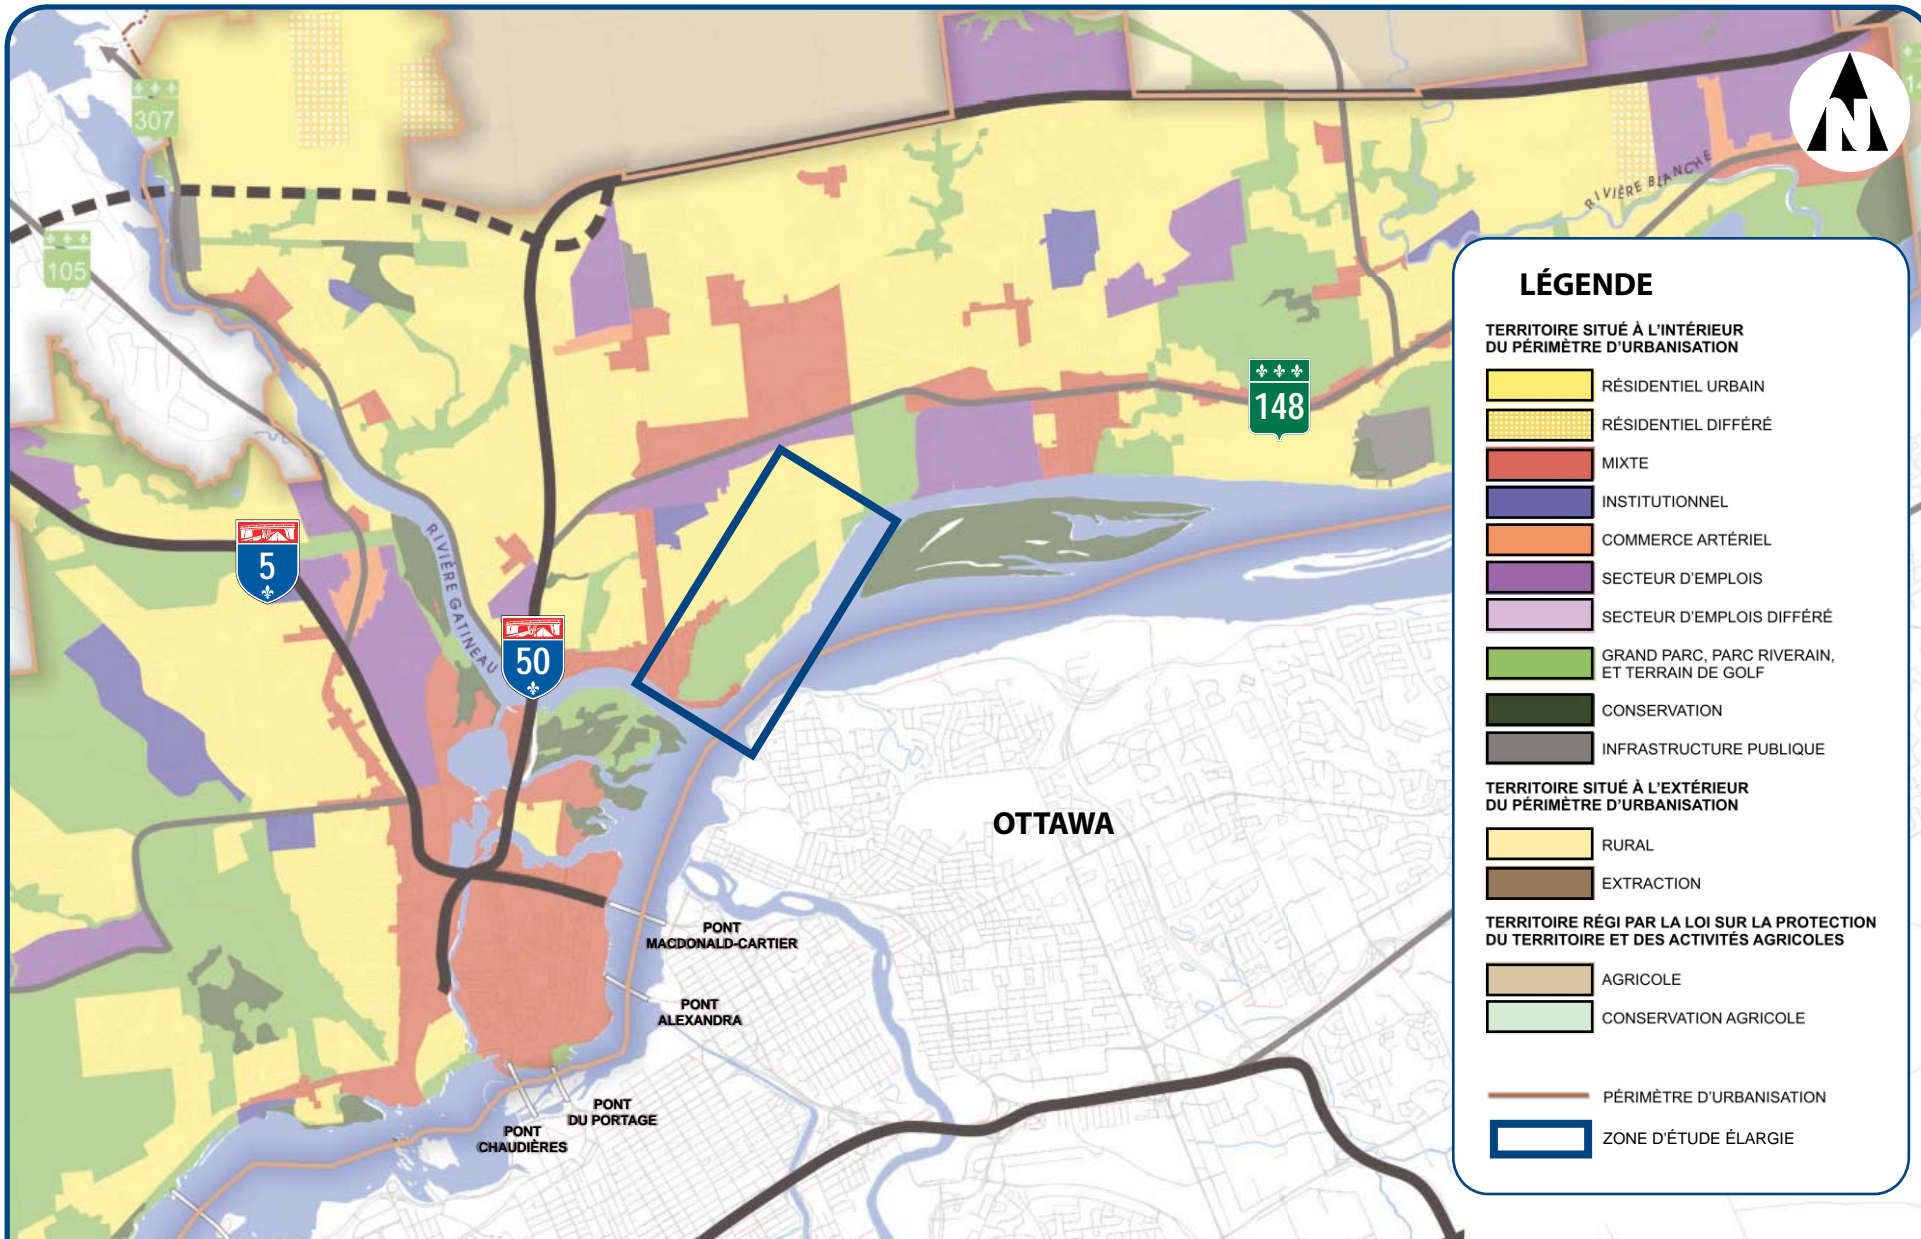 307
105
5
50
148
14
N
RIVIÈRE BLANCHE
RIVIÈRE GATINEAU
OTTAWA
PONT
MACDONALD-CARTIER
PONT
ALEXANDRA
PONT
DU PORTAGE
PONT
CHAUDIÈRES
LÉGENDE
TERRITOIRE SITUÉ À L'INTÉRIEUR
DU PÉRIMÈTRE D'URBANISATION
RÉSIDENTIEL URBAIN
RÉSIDENTIEL DIFFÉRÉ
MIXTE
INSTITUTIONNEL
COMMERCE ARTÉRIEL
SECTEUR D'EMPLOIS
SECTEUR D'EMPLOIS DIFFÉRÉ
GRAND PARC, PARC RIVERAIN,
ET TERRAIN DE GOLF
CONSERVATION
INFRASTRUCTURE PUBLIQUE
TERRITOIRE SITUÉ À L'EXTÉRIEUR
DU PÉRIMÈTRE D'URBANISATION
RURAL
EXTRACTION
TERRITOIRE RÉGI PAR LA LOI SUR LA PROTECTION
DU TERRITOIRE ET DES ACTIVITÉS AGRICOLES
AGRICOLE
CONSERVATION AGRICOLE
PÉRIMÈTRE D'URBANISATION
ZONE D'ÉTUDE ÉLARGIE